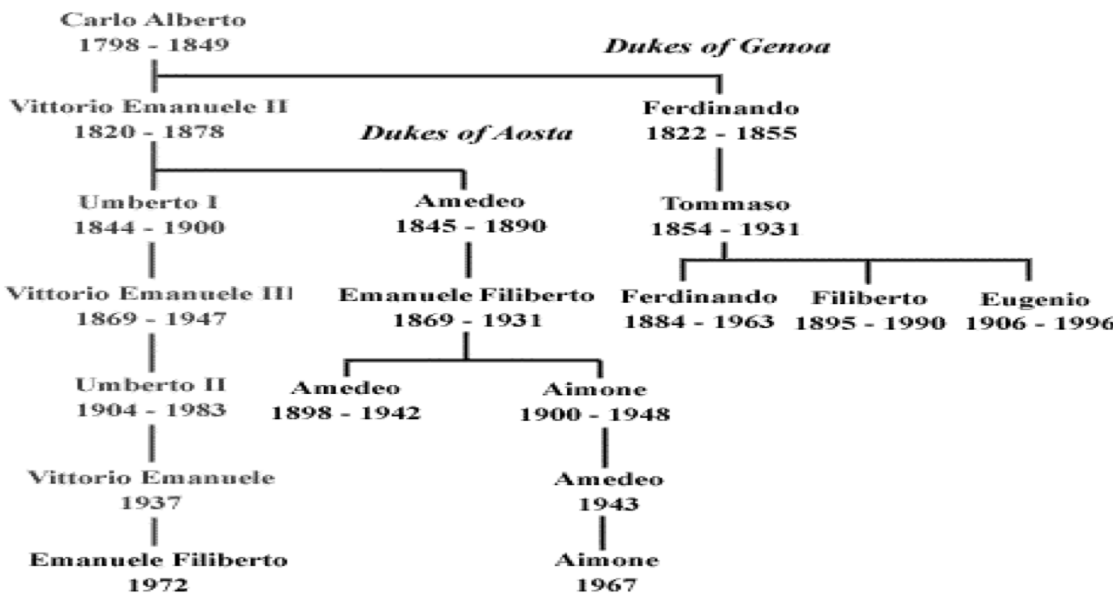 Carlo Alberto
1798 - 1849
Dukes of Genoa
Vittorio Emanuele II
1820 - 1878
Dukes of Aosta
Ferdinando
1822 - 1855
Umberto I
1844 - 1900
Amedeo
1845 - 1890
Tommaso
1854 - 1931
Vittorio Emanuele III
1869 - 1947
Emanuele Filiberto
1869 - 1931
Ferdinando
1884 - 1963
Filiberto
1895 - 1990
Eugenio
1906 - 1996
Umberto II
1904 - 1983
Amedeo
1898 - 1942
Aimone
1900 - 1948
Vittorio Emanuele
1937
Amedeo
1943
Emanuele Filiberto
1972
Aimone
1967